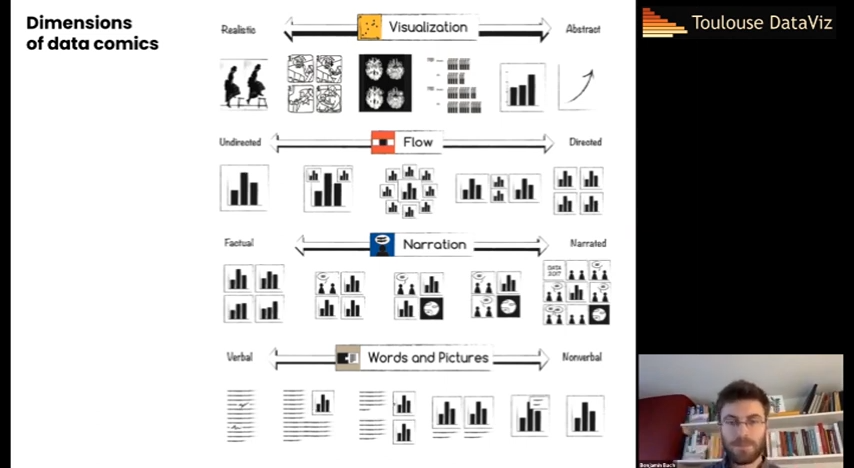 Dimensions
of data comics
Toulouse DataViz
Realistic
Visualization
Abstract
Undirected
Flow
Directed
Factual
Narration
Narrated
DATA
Verbal
Words and Pictures
Nonverbal
Benjamin Bach